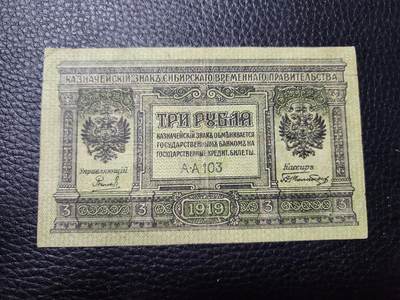 КАЗНАЧЕЙСКІЙ ЗНАКЪ СИБИРСКАГО ВРЕМЕННАГО ПРАВИТЕЛЬСТВА
ТРИ РУБЛЯ
КАЗНАЧЕЙСКІЙ ЗНАКЪ ОБМѢНИВАЕТСЯ
ГОСУДАРСТВЕННЫМЪ БАНКОМЪ НА
ГОСУДАРСТВЕННЫЕ КРЕДИТ. БИЛЕТЫ.
А·А 103
Управляющій
Кассиръ
3 3 1919 3 3